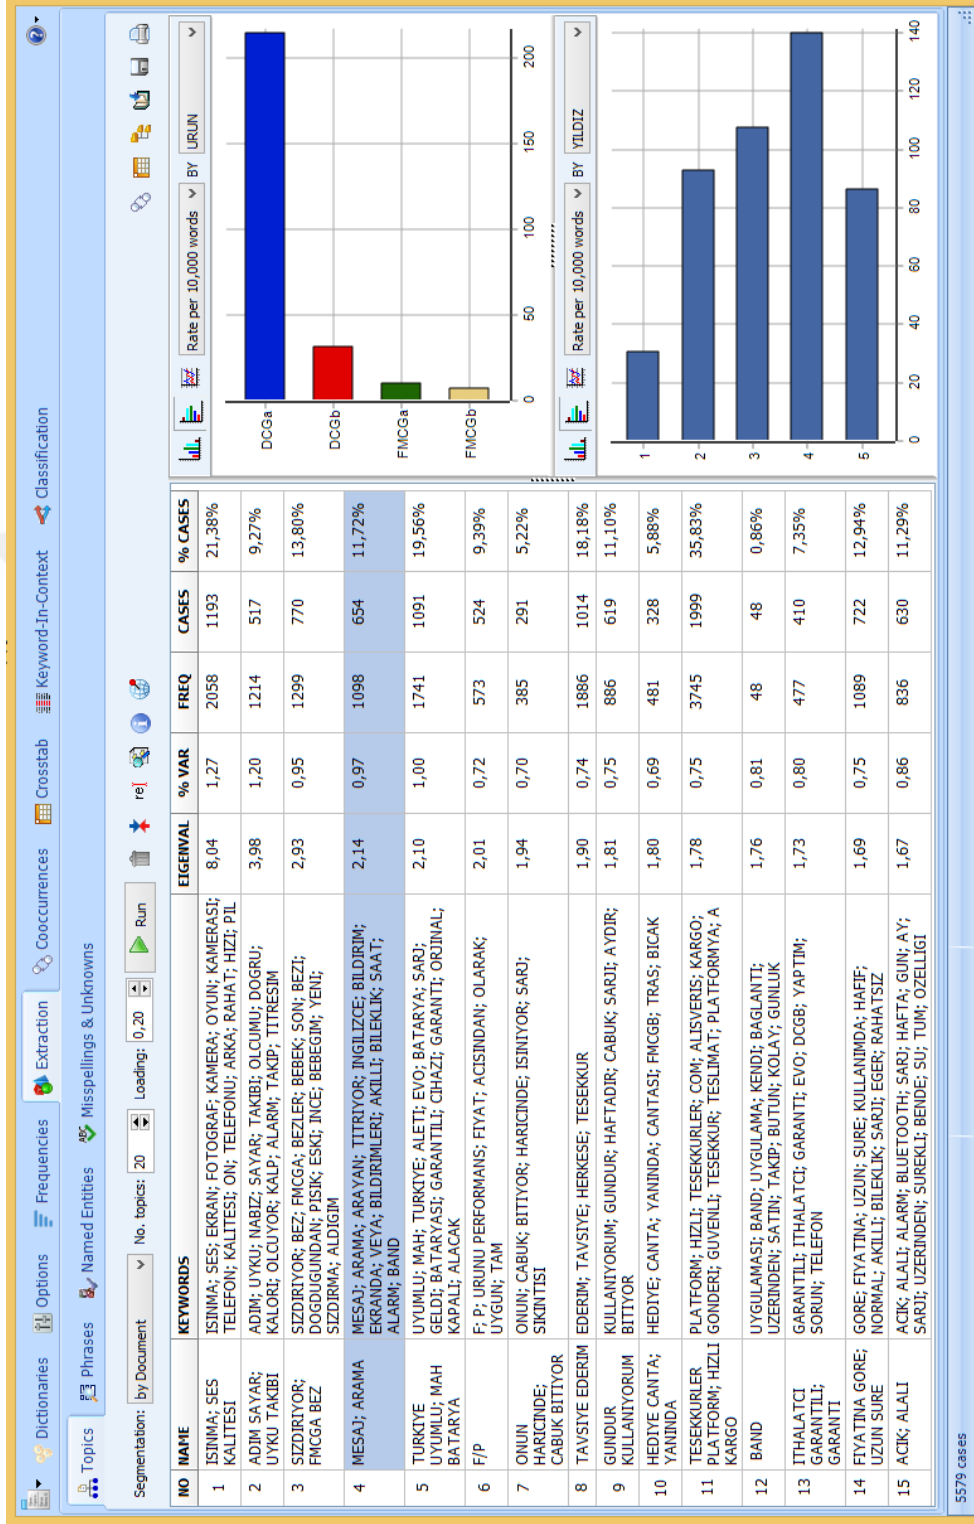 Dictionaries Options Frequencies Extraction Cooccurrences Crosstab Keyword-In-Context Classification
Topics Phrases Named Entities ABC Misspellings & Unknowns
Segmentation: by Document No. topics: 20 Loading: 0,20 Run
NO NAME KEYWORDS EIGENVAL % VAR FREQ CASES % CASES
1 ISINMA; SES KALITESI ISINMA; SES; EKRAN; FOTOGRAF; KAMERA; OYUN; KAMERASI; 8,04 1,27 2058 1193 21,38%
TELEFON; KALITESI; ON; TELEFONU; ARKA; RAHAT; HIZI; PIL
2 ADIM SAYAR; UYKU TAKIBI ADIM; UYKU; NABIZ; SAYAR; TAKIBI; OLCUMU; DOGRU; 3,98 1,20 1214 517 9,27%
KALORI; OLCUYOR; KALP; ALARM; TAKIP; TITRESIM
3 SIZDIRIYOR; FMCGA BEZ SIZDIRIYOR; BEZ; FMCGA; BEZLER; BEBEK; SON; BEZI; 2,93 0,95 1299 770 13,80%
DOGDUGUNDAN; PISIK; ESKI; INCE; BEBEGIM; YENI;
SIZDIRMA; ALDIGIM
4 MESAJ; ARAMA MESAJ; ARAMA; ARAYAN; TITRIYOR; INGILIZCE; BILDIRIM; 2,14 0,97 1098 654 11,72%
EKRANDA; VEYA; BILDIRIMLERI; AKILLI; BILEKLIK; SAAT;
ALARM; BAND
5 TURKIYE UYUMLU; MAH BATARYA UYUMLU; MAH; TURKIYE; ALETI; EVO; BATARYA; SARJ; 2,10 1,00 1741 1091 19,56%
GELDI; BATARYASI; GARANTILI; CIHAZI; GARANTI; ORJINAL;
KAPALI; ALACAK
6 F/P F; P; URUNU PERFORMANS; FIYAT; ACISINDAN; OLARAK; 2,01 0,72 573 524 9,39%
UYGUN; TAM
7 ONUN HARICINDE; CABUK BITIYOR ONUN; CABUK; BITIYOR; HARICINDE; ISINIYOR; SARJ; 1,94 0,70 385 291 5,22%
SIKINTISI
8 TAVSIYE EDERIM EDERIM; TAVSIYE; HERKESE; TESEKKUR 1,90 0,74 1886 1014 18,18%
9 GUNDUR KULLANIYORUM KULLANIYORUM; GUNDUR; HAFTADIR; CABUK; SARJI; AYDIR; 1,81 0,75 886 619 11,10%
BITIYOR
10 HEDIYE CANTA; YANINDA HEDIYE; CANTA; YANINDA; CANTASI; FMCGB; TRAS; BICAK 1,80 0,69 481 328 5,88%
11 TESEKKURLER PLATFORM; HIZLI KARGO PLATFORM; HIZLI; TESEKKURLER; COM; ALISVERIS; KARGO; 1,78 0,75 3745 1999 35,83%
GONDERI; GUVENLI; TESEKKUR; TESLIMAT; PLATFORMYA; A
12 BAND UYGULAMASI; BAND; UYGULAMA; KENDI; BAGLANTI; 1,76 0,81 48 48 0,86%
UZERINDEN; SATIN; TAKIP; BUTUN; KOLAY; GUNLUK
13 ITHALATCI GARANTILI; GARANTI GARANTILI; ITHALATCI; GARANTI; EVO; DCGB; YAPTIM; 1,73 0,80 477 410 7,35%
SORUN; TELEFON
14 FIYATINA GORE; UZUN SURE GORE; FIYATINA; UZUN; SURE; KULLANIMDA; HAFIF; 1,69 0,75 1089 722 12,94%
NORMAL; AKILLI; BILEKLIK; SARJI; EGER; RAHATSIZ
15 ACIK; ALALI ACIK; ALALI; ALARM; BLUETOOTH; SARJ; HAFTA; GUN; AY; 1,67 0,86 836 630 11,29%
SARJI; UZERINDEN; SUREKLI; BENDE; SU; TUM; OZELLIGI
Rate per 10,000 words BY URUN
DCGa
DCGb
FMCGa
FMCGb
0 50 100 150 200
Rate per 10,000 words BY YILDIZ
1
2
3
4
5
0 20 40 60 80 100 120 140
5579 cases